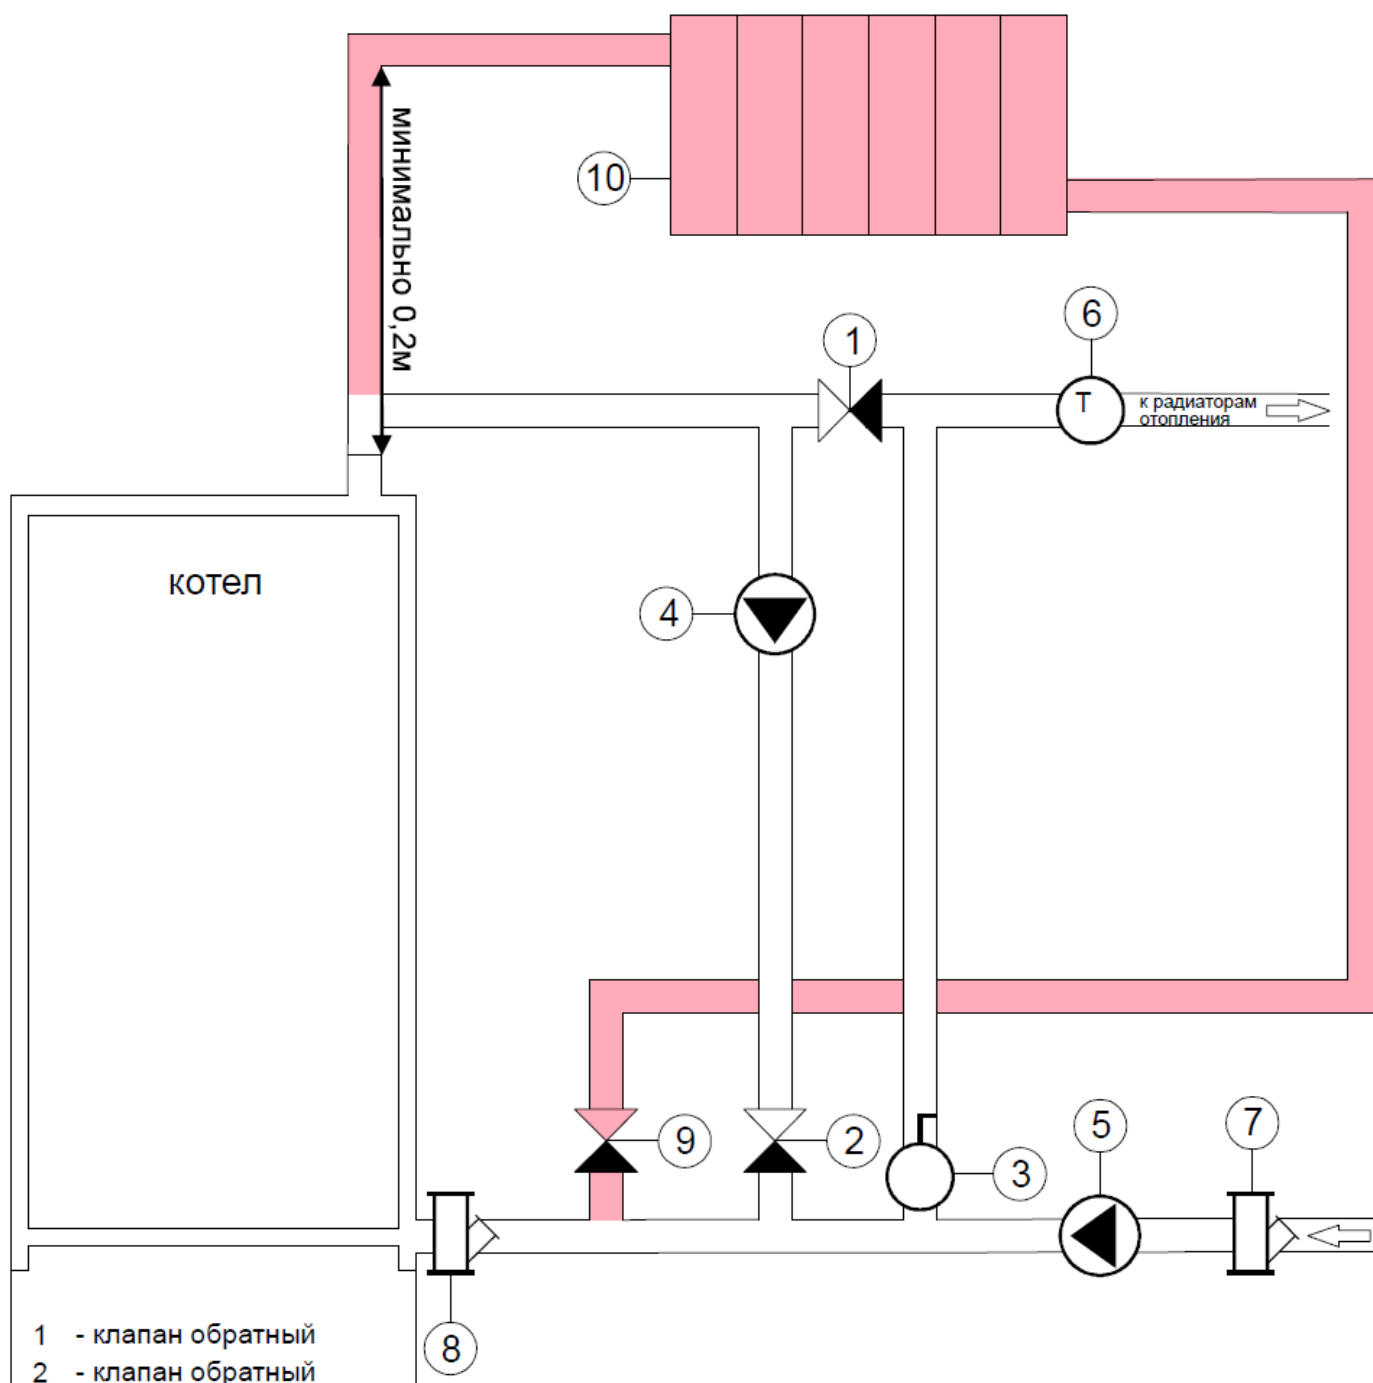 10
минимально 0,2м
6
1
T
к радиаторам
отопления
котел
4
9
2
3
5
7
8
1 - клапан обратный
2 - клапан обратный